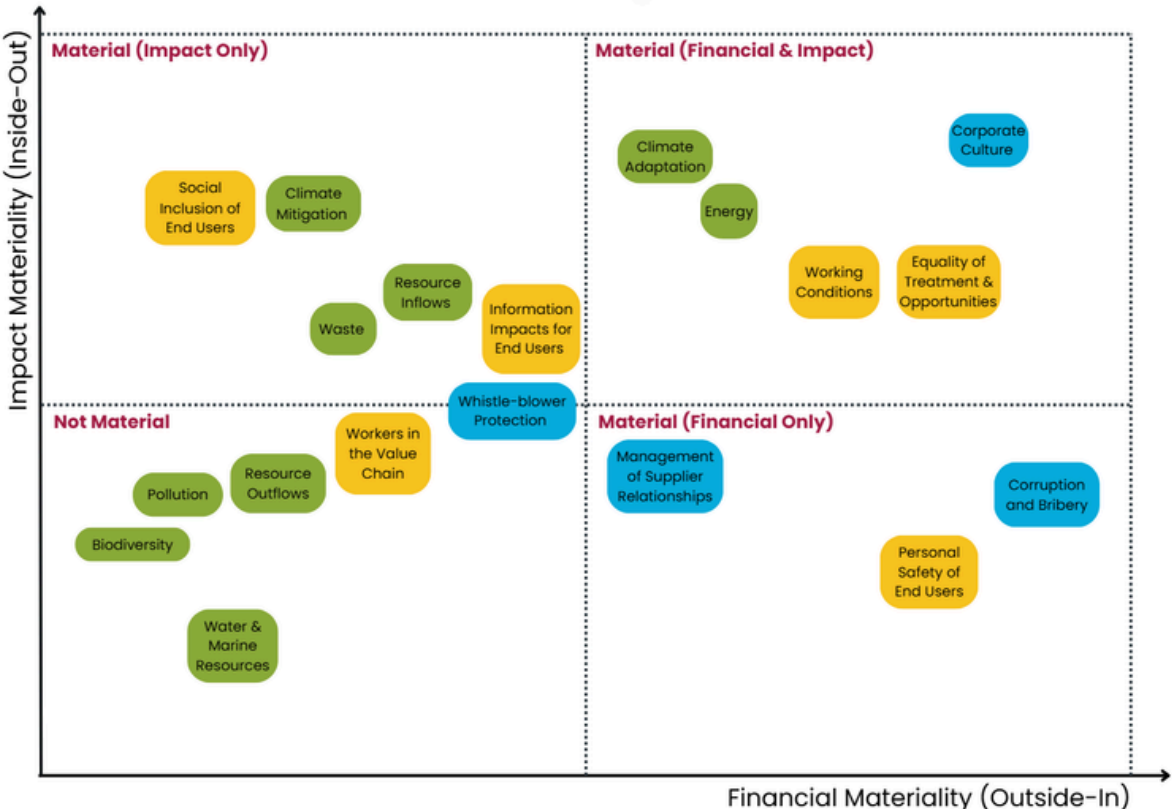 Impact Materiality (Inside-Out)
Material (Impact Only)
Social
Inclusion of
End Users
Climate
Mitigation
Resource
Inflows
Waste
Information
Impacts for
End Users
Whistle-blower
Protection
Material (Financial & Impact)
Climate
Adaptation
Energy
Corporate
Culture
Working
Conditions
Equality of
Treatment &
Opportunities
Not Material
Workers in
the Value
Chain
Resource
Outflows
Pollution
Biodiversity
Water &
Marine
Resources
Material (Financial Only)
Management
of Supplier
Relationships
Corruption
and Bribery
Personal
Safety of
End Users
Financial Materiality (Outside-In)